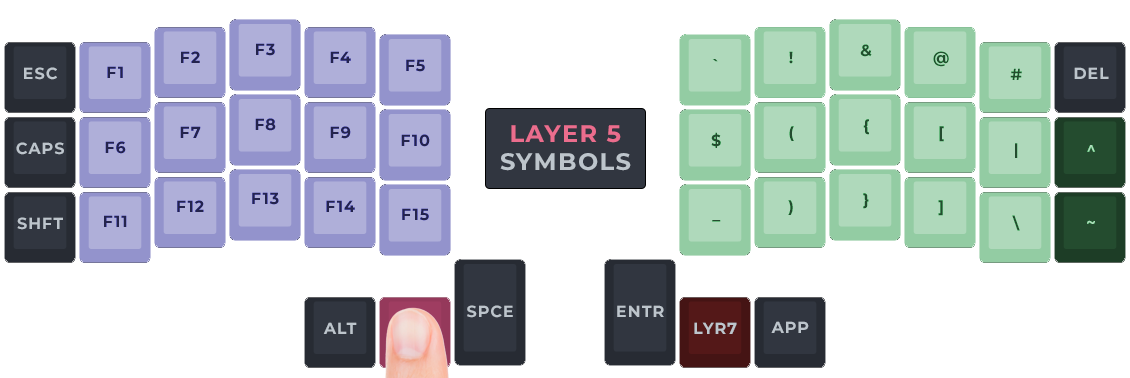 ESC F1 F2 F3 F4 F5 ` ! & @ # DEL
CAPS F6 F7 F8 F9 F10 $ ( { [ | ^
LAYER 5
SYMBOLS
SHFT F11 F12 F13 F14 F15 _ ) } ] \ ~
ALT SPCE ENTR LYR7 APP